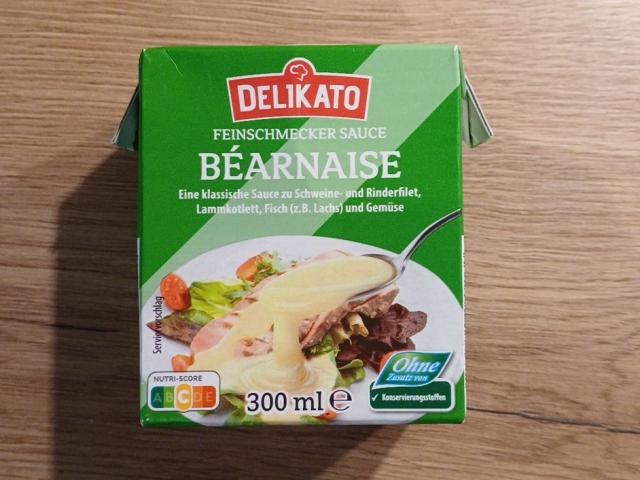 DELIKATO
FEINSCHMECKER SAUCE
BÉARNAISE
Eine klassische Sauce zu Schweine- und Rinderfilet,
Lammkotlett, Fisch (z.B. Lachs) und Gemüse
Serviervorschlag
Ohne
Zusatz von
Konservierungsstoffen
NUTRI-SCORE
ABCDE
300 ml e